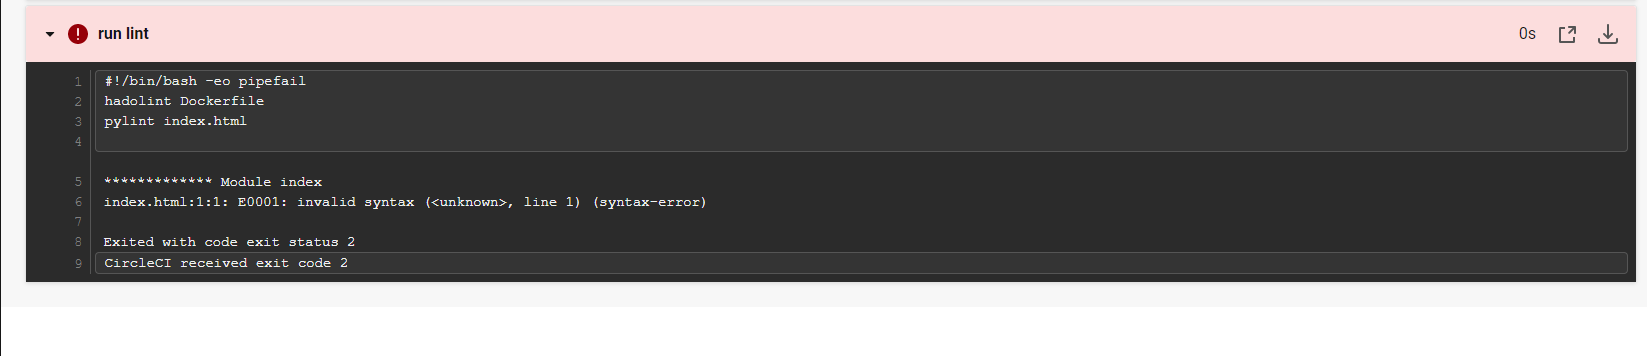 run lint
0s
1 #!/bin/bash -eo pipefail
2 hadolint Dockerfile
3 pylint index.html
4
5 ************* Module index
6 index.html:1:1: E0001: invalid syntax (<unknown>, line 1) (syntax-error)
7
8 Exited with code exit status 2
9 CircleCI received exit code 2